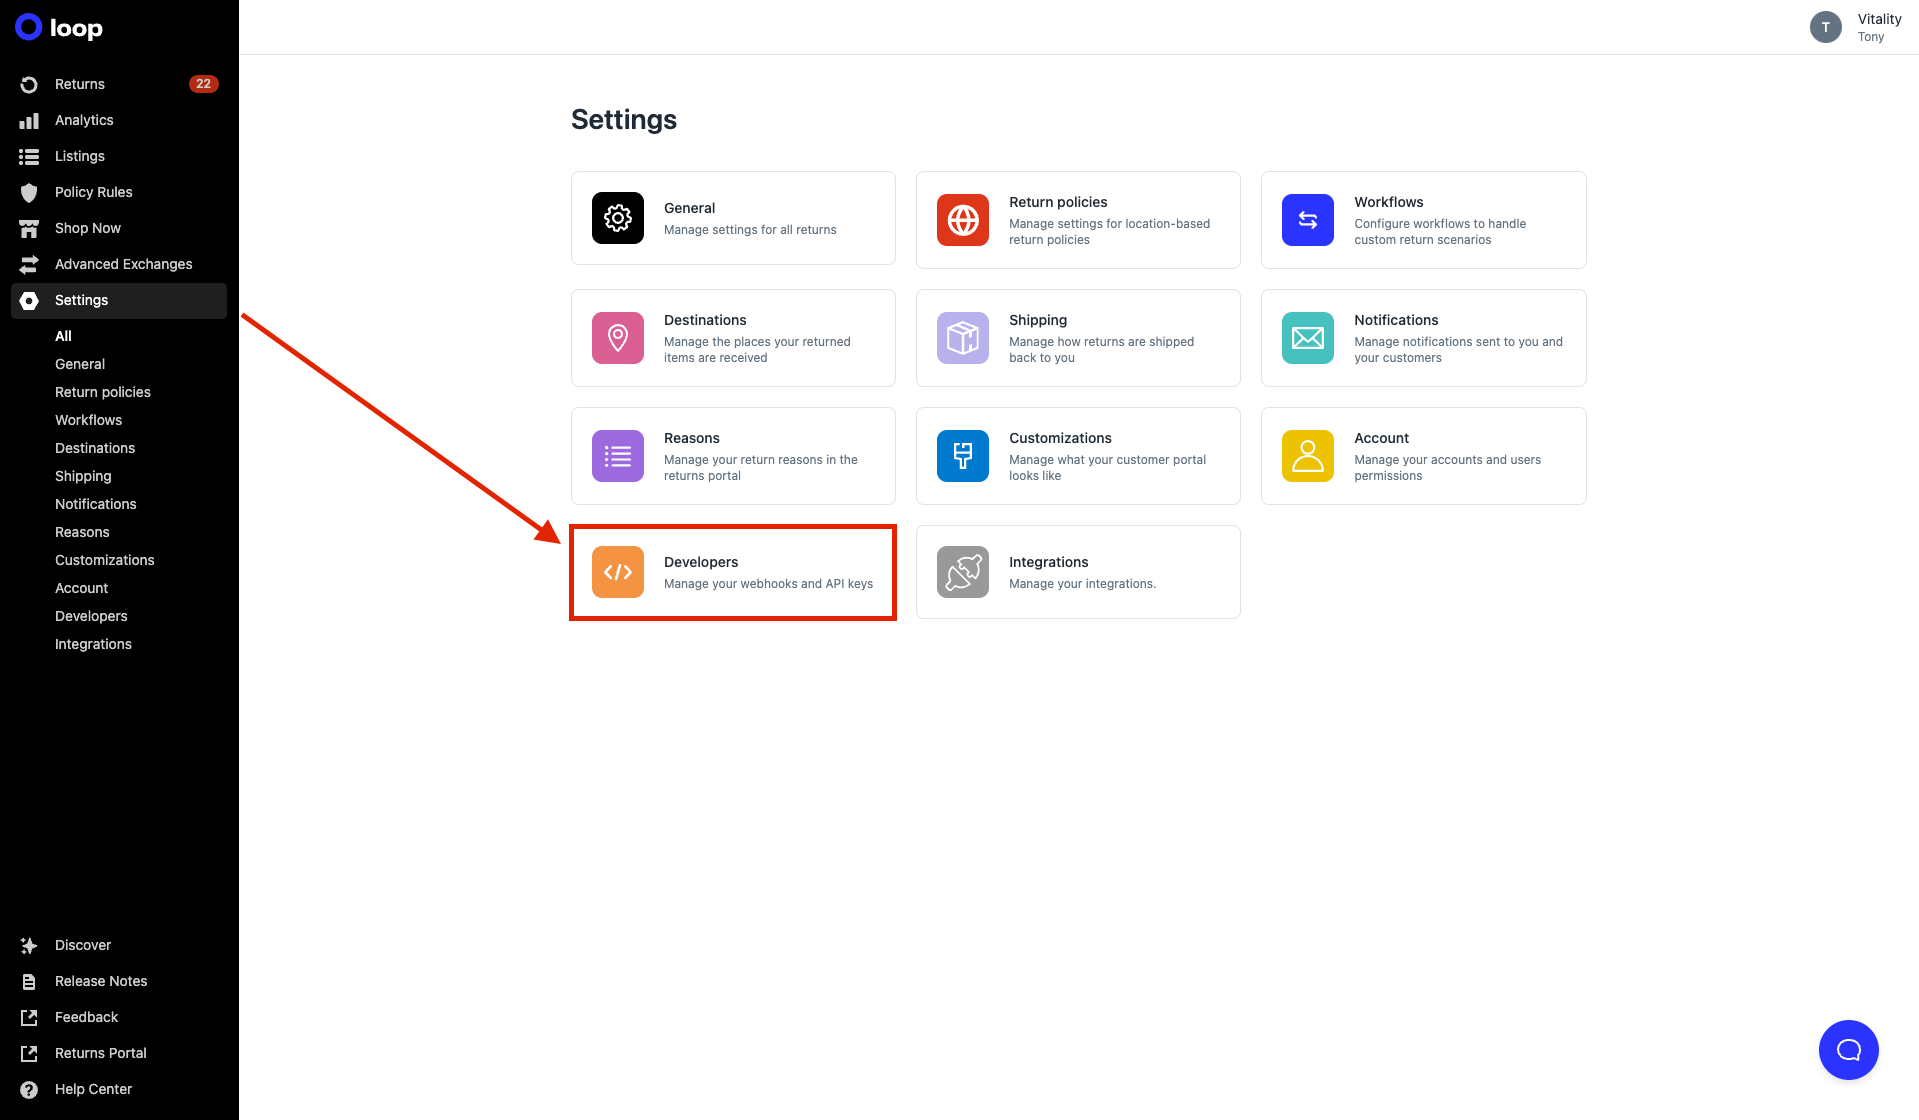 loop
Vitality
T
Tony
Returns
22
Analytics
Listings
Policy Rules
Shop Now
Advanced Exchanges
Settings
All
General
Return policies
Workflows
Destinations
Shipping
Notifications
Reasons
Customizations
Account
Developers
Integrations
Discover
Release Notes
Feedback
Returns Portal
Help Center
Settings
General
Manage settings for all returns
Return policies
Manage settings for location-based
return policies
Workflows
Configure workflows to handle
custom return scenarios
Destinations
Manage the places your returned
items are received
Shipping
Manage how returns are shipped
back to you
Notifications
Manage notifications sent to you and
your customers
Reasons
Manage your return reasons in the
returns portal
Customizations
Manage what your customer portal
looks like
Account
Manage your accounts and users
permissions
Developers
Manage your webhooks and API keys
Integrations
Manage your integrations.